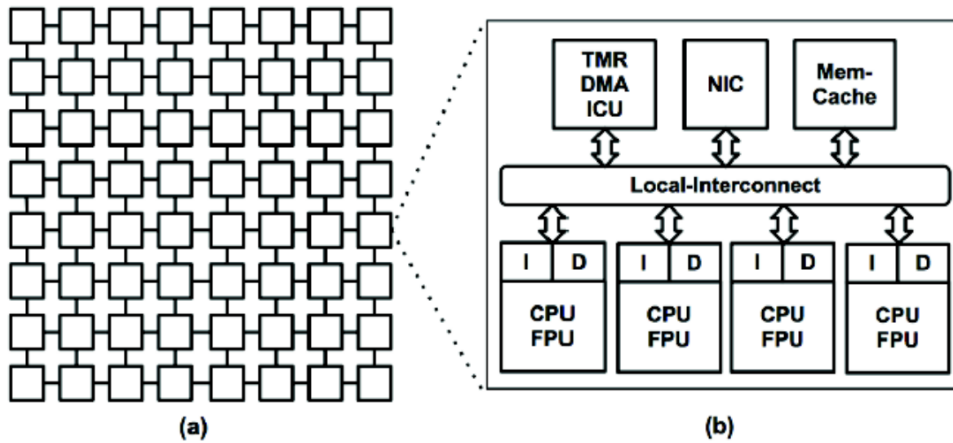 TMR
DMA
ICU
NIC
Mem-
Cache
Local-Interconnect
I D
CPU
FPU
I D
CPU
FPU
I D
CPU
FPU
I D
CPU
FPU
(a)
(b)